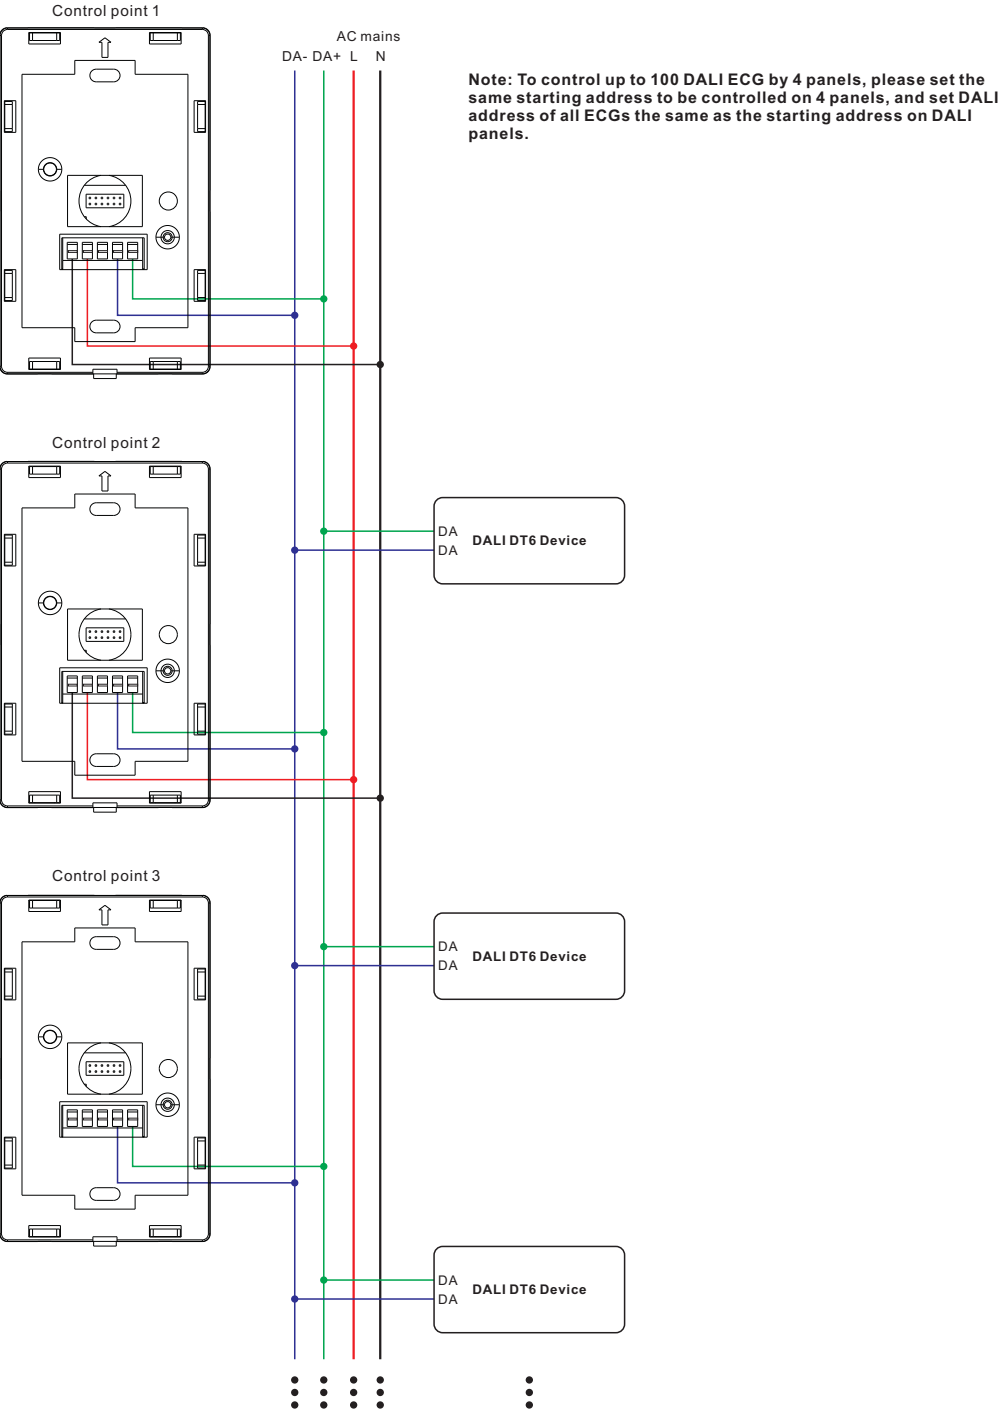 Control point 1
AC mains
DA- DA+ L N
Note: To control up to 100 DALI ECG by 4 panels, please set the
same starting address to be controlled on 4 panels, and set DALI
address of all ECGs the same as the starting address on DALI
panels.
Control point 2
DA
DALI DT6 Device
DA
Control point 3
DA
DALI DT6 Device
DA
DA
DALI DT6 Device
DA